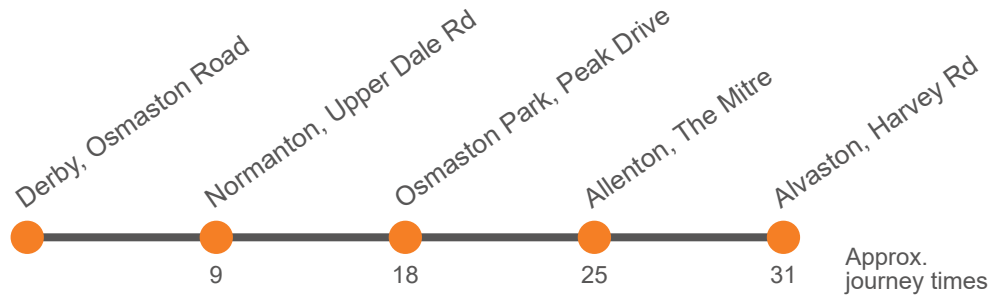 Derby, Osmaston Road
Normanton, Upper Dale Rd
Osmaston Park, Peak Drive
Allenton, The Mitre
Alvaston, Harvey Rd
9
18
25
31
Approx.
journey times